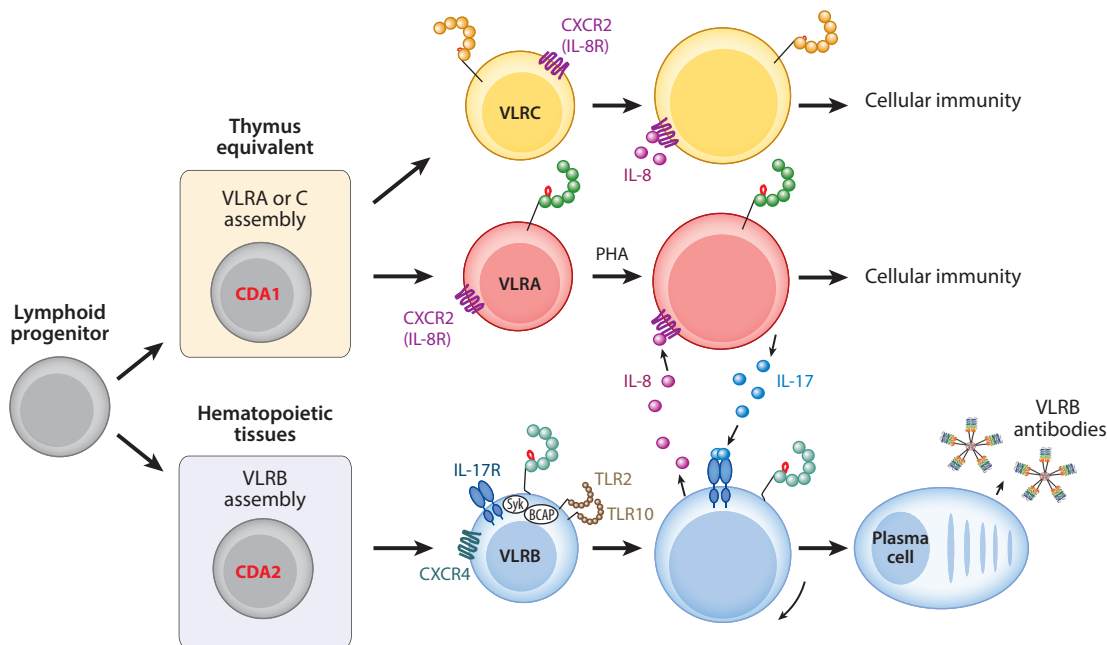 CXCR2
(IL-8R)
VLRC
IL-8
Cellular immunity
Thymus
equivalent
VLRA or C
assembly
CDA1
VLRA
CXCR2
(IL-8R)
PHA
Cellular immunity
Lymphoid
progenitor
IL-8
IL-17
Hematopoietic
tissues
VLRB
assembly
CDA2
IL-17R
Syk
BCAP
TLR2
TLR10
CXCR4
VLRB
Plasma
cell
VLRB
antibodies